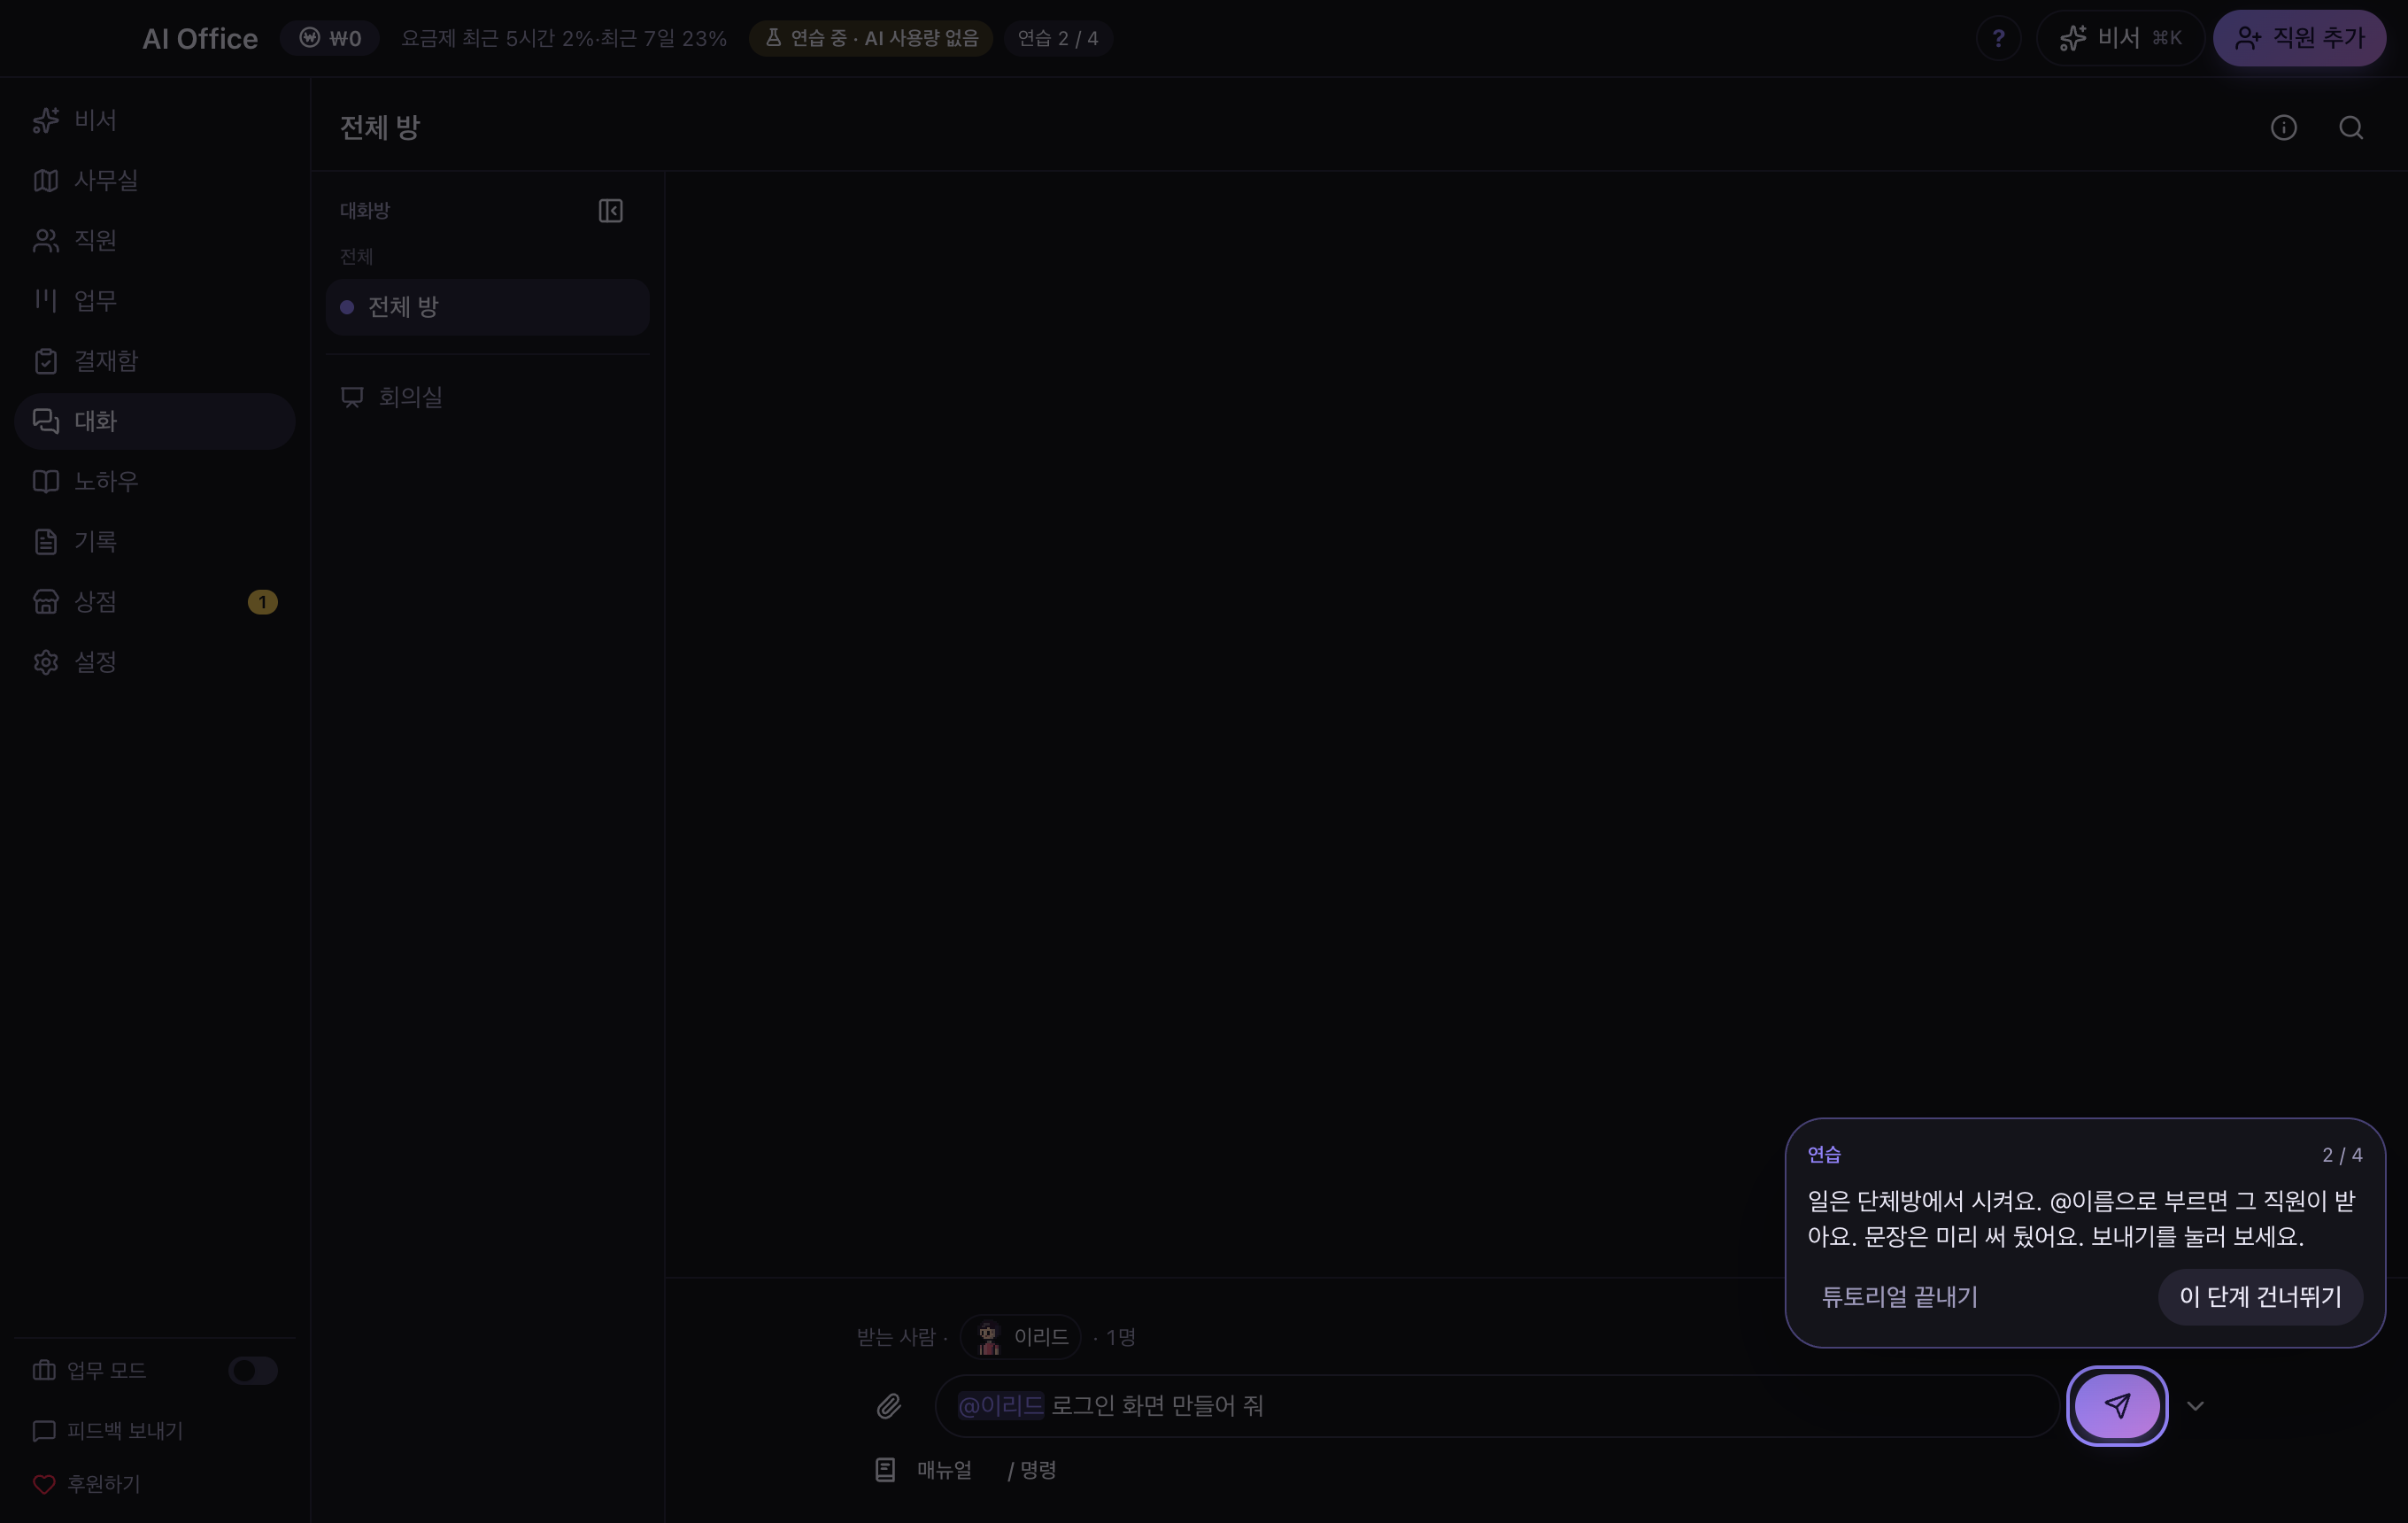 AI Office
₩0
요금제 최근 5시간 2%·최근 7일 23%
연습 중 · AI 사용량 없음
연습 2 / 4
?
비서 ⌘K
직원 추가
비서
사무실
직원
업무
결재함
대화
노하우
기록
상점
1
설정
업무 모드
피드백 보내기
후원하기
전체 방
대화방
전체
전체 방
회의실
연습
2 / 4
일은 단체방에서 시켜요. @이름으로 부르면 그 직원이 받
아요. 문장은 미리 써 뒀어요. 보내기를 눌러 보세요.
튜토리얼 끝내기
이 단계 건너뛰기
받는 사람 · 이리드 · 1명
@이리드 로그인 화면 만들어 줘
매뉴얼
/ 명령